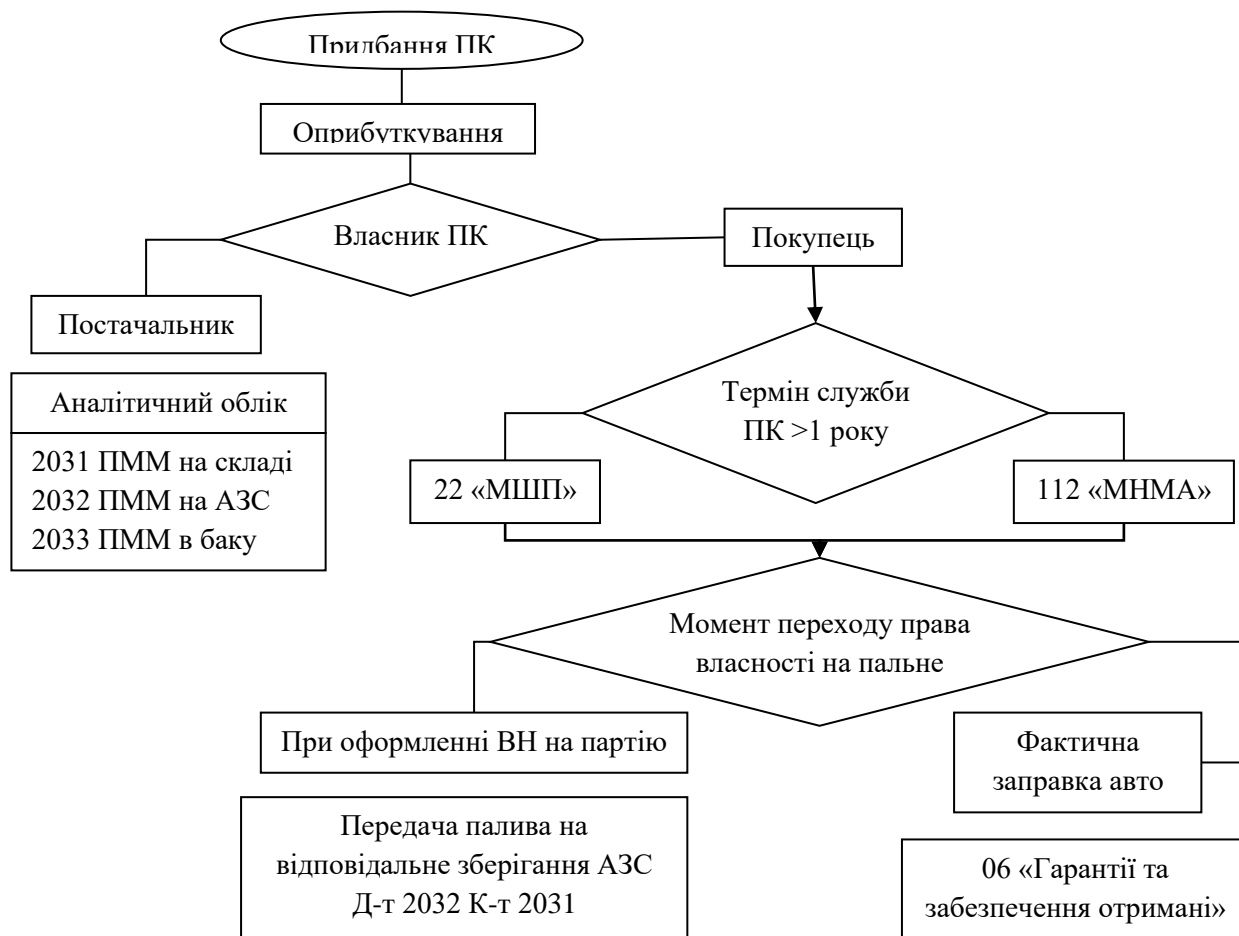 Придбання ПК
Оприбуткування
Власник ПК
Покупець
Постачальник
Аналітичний облік
2031 ПММ на складі
2032 ПММ на АЗС
2033 ПММ в баку
Термін служби
ПК >1 року
22 «МШП»
112 «МНМА»
Момент переходу права
власності на пальне
При оформленні ВН на партію
Фактична
заправка авто
Передача палива на
відповідальне зберігання АЗС
Д-т 2032 К-т 2031
06 «Гарантії та
забезпечення отримані»